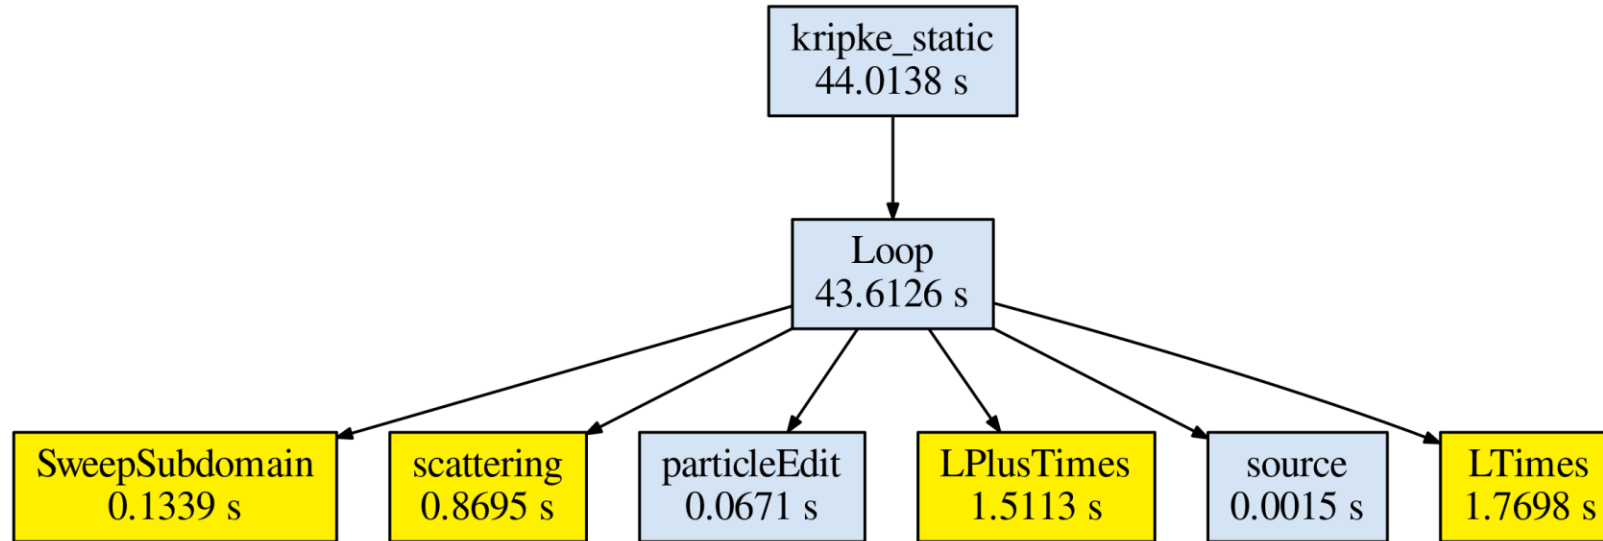 kripke_static
44.0138 s
Loop
43.6126 s
SweepSubdomain
0.1339 s
scattering
0.8695 s
particleEdit
0.0671 s
LPlusTimes
1.5113 s
source
0.0015 s
LTimes
1.7698 s